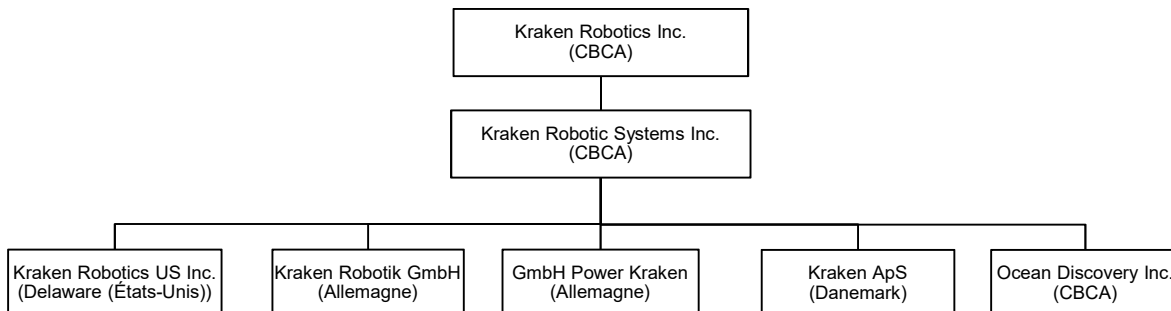 Kraken Robotics Inc.
(CBCA)
Kraken Robotic Systems Inc.
(CBCA)
Kraken Robotics US Inc.
(Delaware (États-Unis))
Kraken Robotik GmbH
(Allemagne)
GmbH Power Kraken
(Allemagne)
Kraken ApS
(Danemark)
Ocean Discovery Inc.
(CBCA)